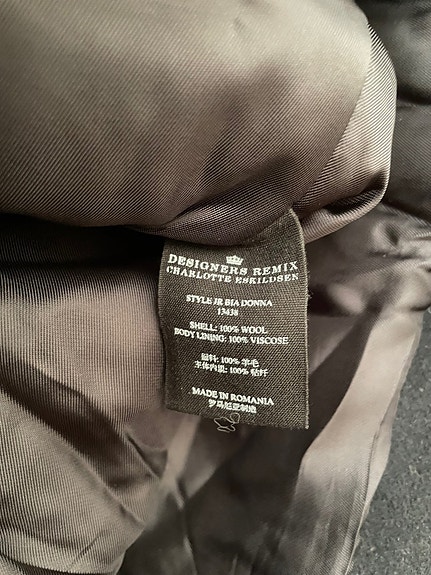 DESIGNERS REMIX
CHARLOTTE ESKILDSEN
STYLE JR BIA DONNA
13438
SHELL: 100% WOOL
BODY LINING: 100% VISCOSE
面料: 100% 羊毛
主体内里: 100% 粘纤
MADE IN ROMANIA
罗马尼亚制造